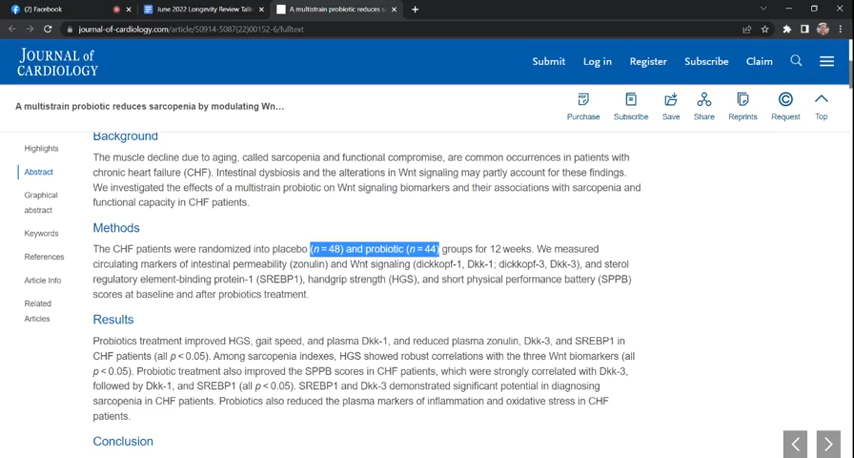 (2) Facebook
June 2022 Longevity Review Talk
A multistrain probiotic reduces s
journal-of-cardiology.com/article/S0914-5087(22)00152-6/fulltext
JOURNAL of
CARDIOLOGY
Submit Log in Register Subscribe Claim
A multistrain probiotic reduces sarcopenia by modulating Wn...
Purchase Subscribe Save Share Reprints Request Top
Highlights
Abstract
Graphical
abstract
Keywords
References
Article Info
Related
Articles
Background
The muscle decline due to aging, called sarcopenia and functional compromise, are common occurrences in patients with
chronic heart failure (CHF). Intestinal dysbiosis and the alterations in Wnt signaling may partly account for these findings.
We investigated the effects of a multistrain probiotic on Wnt signaling biomarkers and their associations with sarcopenia and
functional capacity in CHF patients.
Methods
The CHF patients were randomized into placebo (n = 48) and probiotic (n = 44) groups for 12 weeks. We measured
circulating markers of intestinal permeability (zonulin) and Wnt signaling (dickkopf-1, Dkk-1; dickkopf-3, Dkk-3), and sterol
regulatory element-binding protein-1 (SREBP1), handgrip strength (HGS), and short physical performance battery (SPPB)
scores at baseline and after probiotics treatment.
Results
Probiotics treatment improved HGS, gait speed, and plasma Dkk-1, and reduced plasma zonulin, Dkk-3, and SREBP1 in
CHF patients (all p < 0.05). Among sarcopenia indexes, HGS showed robust correlations with the three Wnt biomarkers (all
p < 0.05). Probiotic treatment also improved the SPPB scores in CHF patients, which were strongly correlated with Dkk-3,
followed by Dkk-1, and SREBP1 (all p < 0.05). SREBP1 and Dkk-3 demonstrated significant potential in diagnosing
sarcopenia in CHF patients. Probiotics also reduced the plasma markers of inflammation and oxidative stress in CHF
patients.
Conclusion